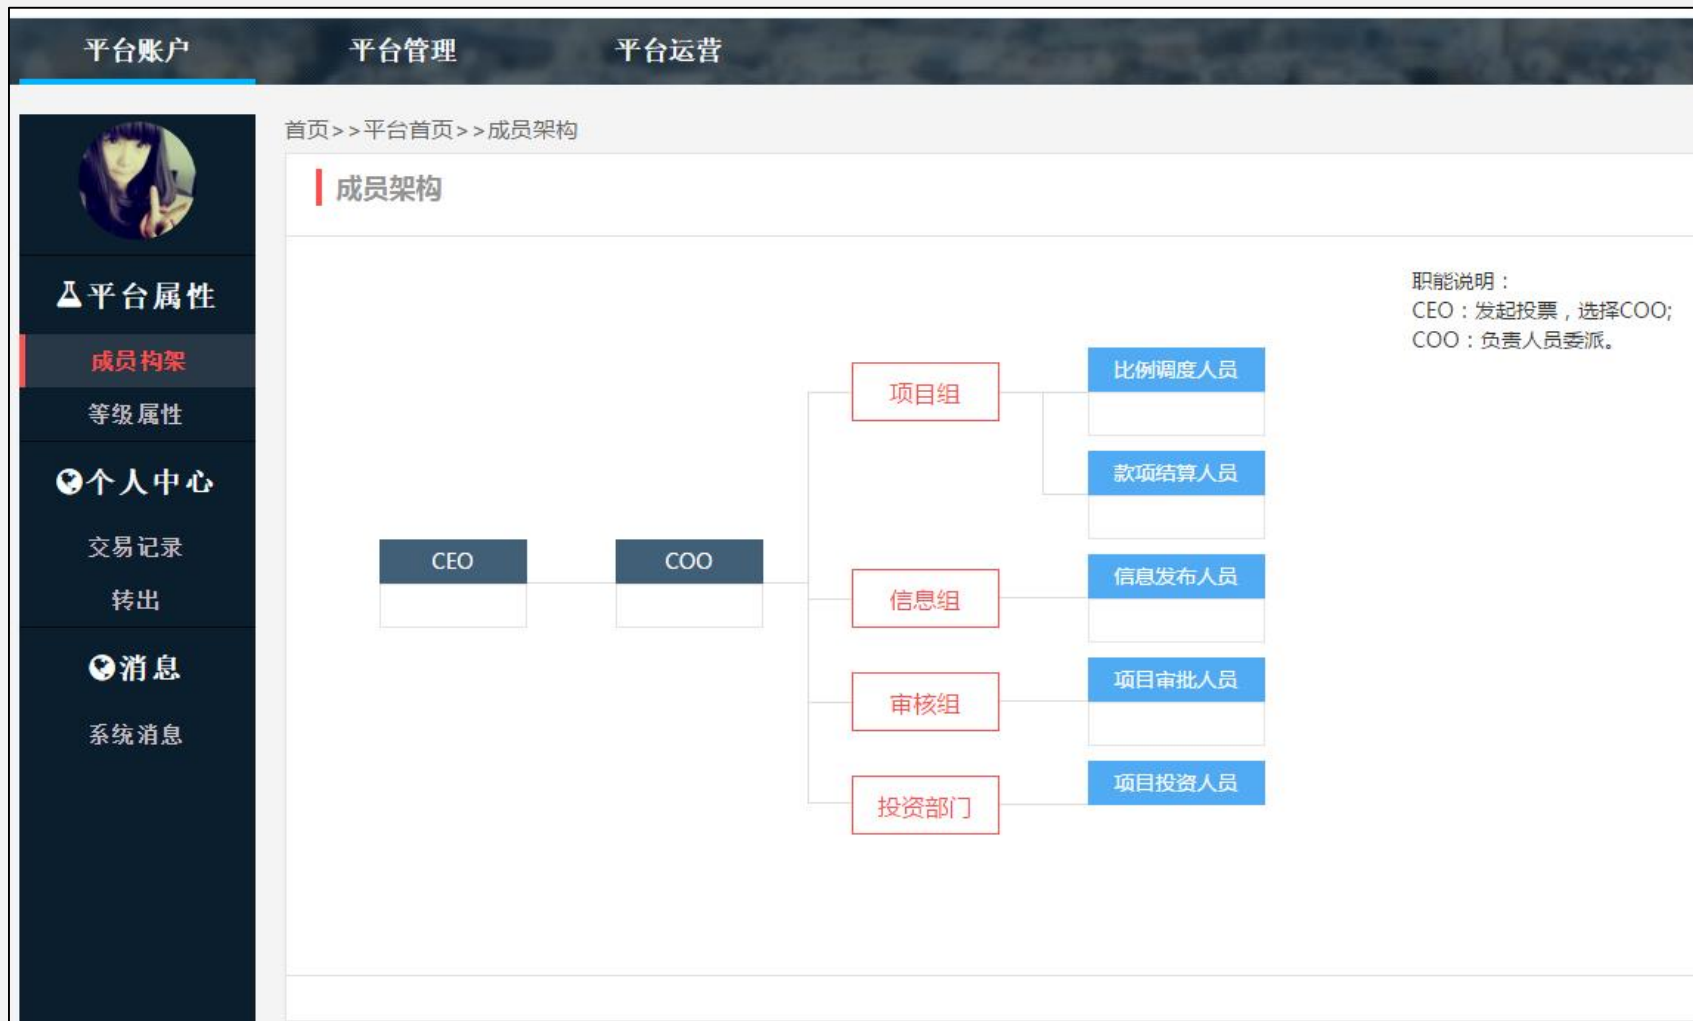 平台账户 平台管理 平台运营
首页>>平台首页>>成员架构
成员架构
平台属性
成员构架
等级属性
个人中心
交易记录
转出
消息
系统消息
职能说明：
CEO：发起投票，选择COO;
COO：负责人员委派。
CEO
COO
项目组
比例调度人员
款项结算人员
信息组
信息发布人员
审核组
项目审批人员
投资部门
项目投资人员